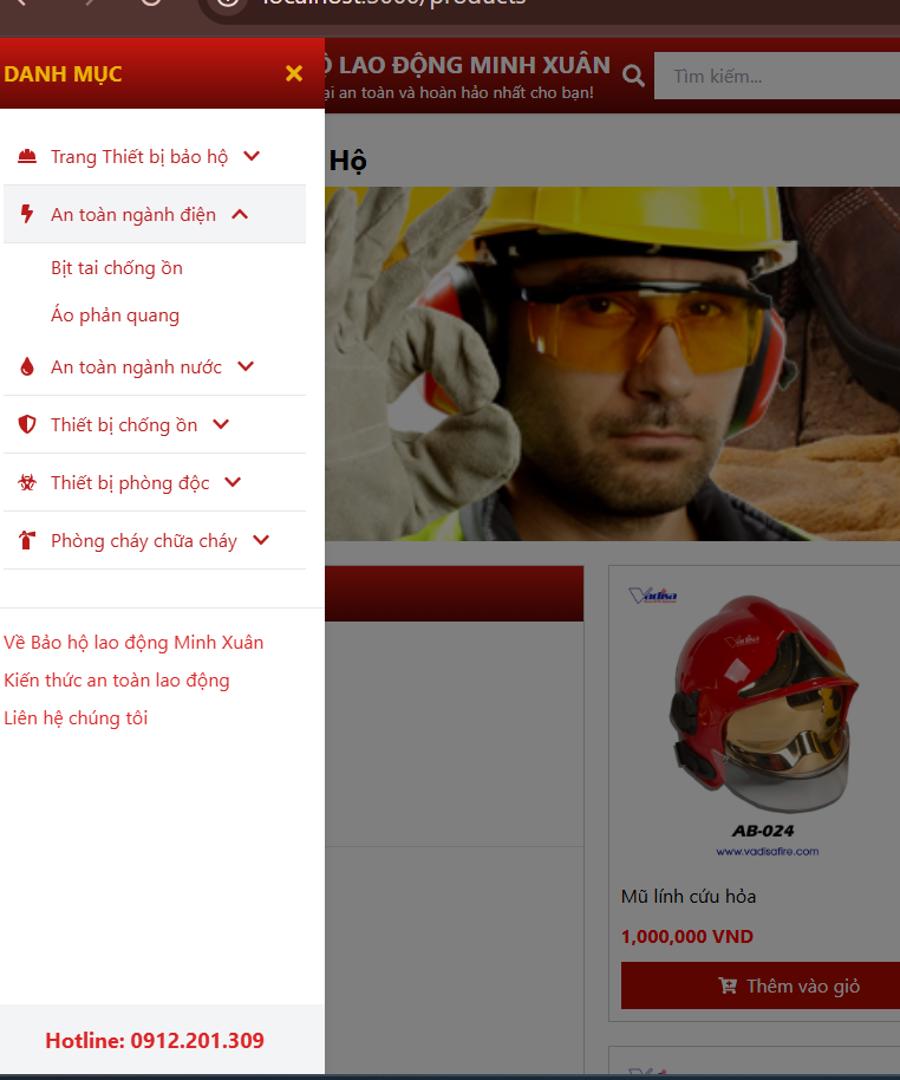 DANH MỤC
LAO ĐỘNG MINH XUÂN
an toàn và hoàn hảo nhất cho bạn!
Tìm kiếm...
Trang Thiết bị bảo hộ
Hộ
An toàn ngành điện
Bịt tai chống ồn
Áo phản quang
An toàn ngành nước
Thiết bị chống ồn
Thiết bị phòng độc
Phòng cháy chữa cháy
Về Bảo hộ lao động Minh Xuân
Kiến thức an toàn lao động
Liên hệ chúng tôi
Hotline: 0912.201.309
Vadisa
AB-024
www.vadisafire.com
Mũ lính cứu hỏa
1,000,000 VND
Thêm vào giỏ